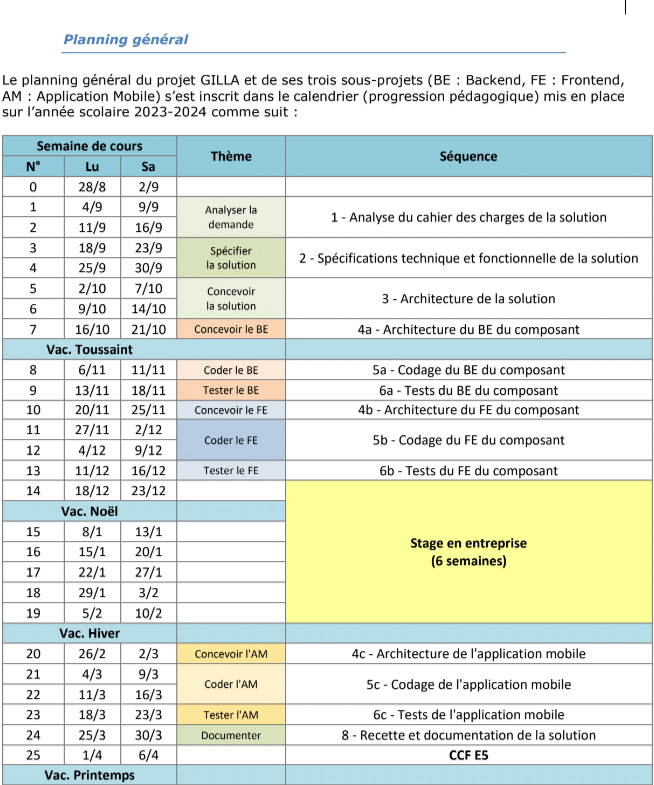 Planning général
Le planning général du projet GILLA et de ses trois sous-projets (BE : Backend, FE : Frontend,
AM : Application Mobile) s’est inscrit dans le calendrier (progression pédagogique) mis en place
sur l’année scolaire 2023-2024 comme suit :
Semaine de cours Thème Séquence
N° Lu Sa
0 28/8 2/9
1 4/9 9/9
Analyser la
demande
1 - Analyse du cahier des charges de la solution
2 11/9 16/9
3 18/9 23/9
Spécifier
la solution
2 - Spécifications technique et fonctionnelle de la solution
4 25/9 30/9
5 2/10 7/10
Concevoir
la solution
3 - Architecture de la solution
6 9/10 14/10
7 16/10 21/10 Concevoir le BE 4a - Architecture du BE du composant
Vac. Toussaint
8 6/11 11/11 Coder le BE 5a - Codage du BE du composant
9 13/11 18/11 Tester le BE 6a - Tests du BE du composant
10 20/11 25/11 Concevoir le FE 4b - Architecture du FE du composant
11 27/11 2/12
Coder le FE 5b - Codage du FE du composant
12 4/12 9/12
13 11/12 16/12 Tester le FE 6b - Tests du FE du composant
14 18/12 23/12
Vac. Noël
15 8/1 13/1
Stage en entreprise
(6 semaines)
16 15/1 20/1
17 22/1 27/1
18 29/1 3/2
19 5/2 10/2
Vac. Hiver
20 26/2 2/3 Concevoir l'AM 4c - Architecture de l'application mobile
21 4/3 9/3
Coder l'AM 5c - Codage de l'application mobile
22 11/3 16/3
23 18/3 23/3 Tester l'AM 6c - Tests de l'application mobile
24 25/3 30/3 Documenter 8 - Recette et documentation de la solution
25 1/4 6/4 CCF E5
Vac. Printemps